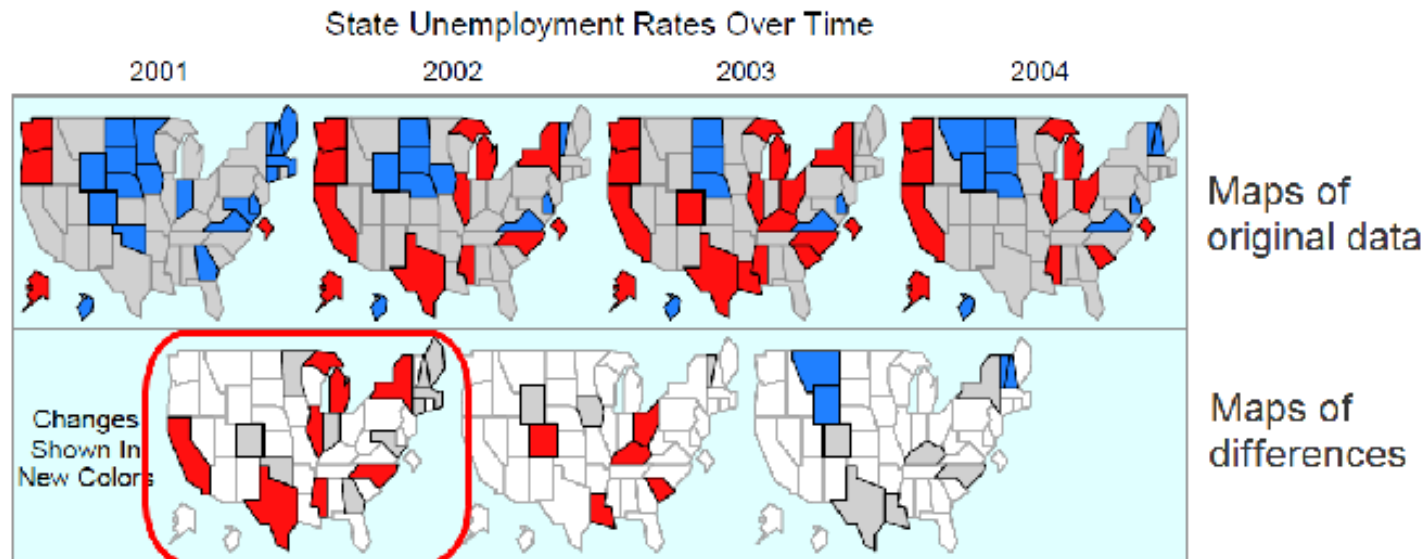 State Unemployment Rates Over Time
2001 2002 2003 2004
Maps of
original data
Changes
Shown In
New Colors
Maps of
differences